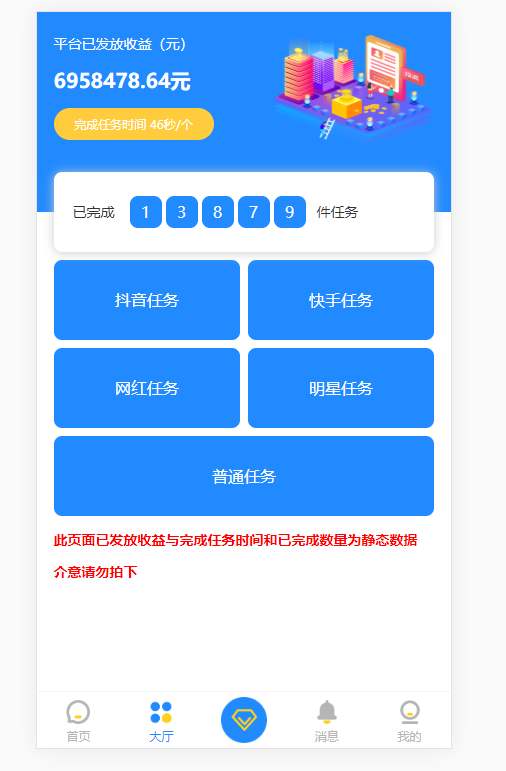 平台已发放收益（元）
6958478.64元
完成任务时间 46秒/个
已完成 1 3 8 7 9 件任务
抖音任务 快手任务
网红任务 明星任务
普通任务
此页面已发放收益与完成任务时间和已完成数量为静态数据
介意请勿拍下
首页 大厅 消息 我的